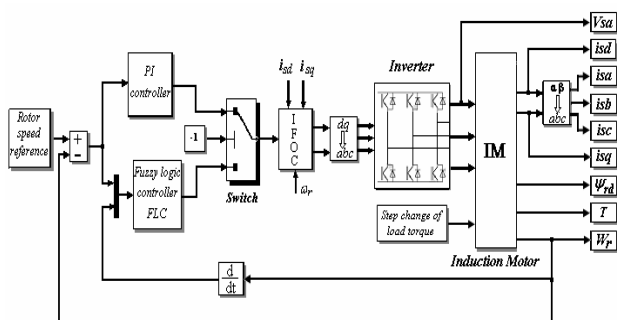 Rotor
speed
reference
+
−
PI
controller
Fuzzy logic
controller
FLC
-1
Switch
isd isq
I
F
O
C
ωr
dq
abc
Inverter
IM
Induction Motor
Step change of
load torque
αβ
abc
d
dt
Vsa
isd
isa
isb
isc
isq
Ψrd
T
Wr